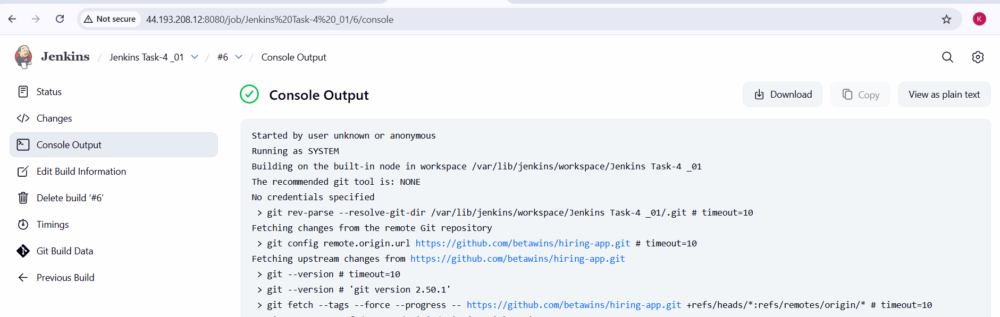 Not secure 44.193.208.12:8080/job/Jenkins%20Task-4%20_01/6/console K
Jenkins / Jenkins Task-4 _01 / #6 / Console Output
Status
Changes
Console Output
Edit Build Information
Delete build ‘#6’
Timings
Git Build Data
Previous Build
Console Output
Download
Copy
View as plain text
Started by user unknown or anonymous
Running as SYSTEM
Building on the built-in node in workspace /var/lib/jenkins/workspace/Jenkins Task-4 _01
The recommended git tool is: NONE
No credentials specified
> git rev-parse --resolve-git-dir /var/lib/jenkins/workspace/Jenkins Task-4 _01/.git # timeout=10
Fetching changes from the remote Git repository
> git config remote.origin.url https://github.com/betawins/hiring-app.git # timeout=10
Fetching upstream changes from https://github.com/betawins/hiring-app.git
> git --version # timeout=10
> git --version # 'git version 2.50.1'
> git fetch --tags --force --progress -- https://github.com/betawins/hiring-app.git +refs/heads/*:refs/remotes/origin/* # timeout=10